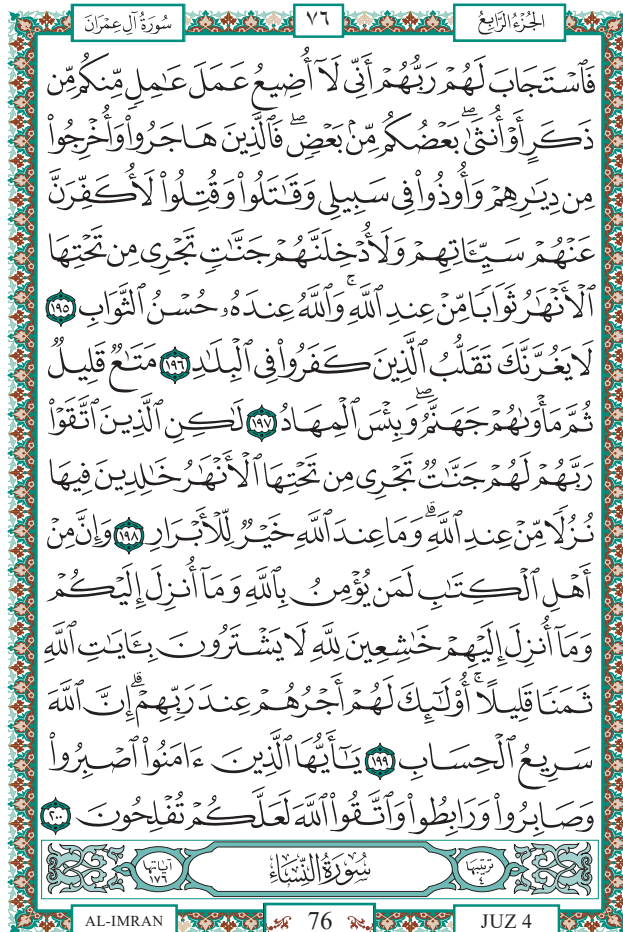 سُورَةُ آلِ عِمْرَانَ ٧٦ الجُزْءُ الرَّابِعُ
فَٱسْتَجَابَ لَهُمْ رَبُّهُمْ أَنِّى لَآ أُضِيعُ عَمَلَ عَـٰمِلٍ مِّنكُم مِّن
ذَكَرٍ أَوْ أُنثَىٰ ۖ بَعْضُكُم مِّنۢ بَعْضٍ ۖ فَٱلَّذِينَ هَاجَرُوا۟ وَأُخْرِجُوا۟
مِن دِيَـٰرِهِمْ وَأُوذُوا۟ فِى سَبِيلِى وَقَـٰتَلُوا۟ وَقُتِلُوا۟ لَأُكَفِّرَنَّ
عَنْهُمْ سَيِّـَٔاتِهِمْ وَلَأُدْخِلَنَّهُمْ جَنَّـٰتٍ تَجْرِى مِن تَحْتِهَا
ٱلْأَنْهَـٰرُ ثَوَابًا مِّنْ عِندِ ٱللَّهِ ۚ وَٱللَّهُ عِندَهُۥ حُسْنُ ٱلثَّوَابِ ١٩٥
لَا يَغُرَّنَّكَ تَقَلُّبُ ٱلَّذِينَ كَفَرُوا۟ فِى ٱلْبِلَـٰدِ ١٩٦ مَتَـٰعٌ قَلِيلٌ
ثُمَّ مَأْوَىٰهُمْ جَهَنَّمُ ۖ وَبِئْسَ ٱلْمِهَادُ ١٩٧ لَـٰكِنِ ٱلَّذِينَ ٱتَّقَوْا۟
رَبَّهُمْ لَهُمْ جَنَّـٰتٌ تَجْرِى مِن تَحْتِهَا ٱلْأَنْهَـٰرُ خَـٰلِدِينَ فِيهَا
نُزُلًا مِّنْ عِندِ ٱللَّهِ ۗ وَمَا عِندَ ٱللَّهِ خَيْرٌ لِّلْأَبْرَارِ ١٩٨ وَإِنَّ مِنْ
أَهْلِ ٱلْكِتَـٰبِ لَمَن يُؤْمِنُ بِٱللَّهِ وَمَآ أُنزِلَ إِلَيْكُمْ
وَمَآ أُنزِلَ إِلَيْهِمْ خَـٰشِعِينَ لِلَّهِ لَا يَشْتَرُونَ بِـَٔايَـٰتِ ٱللَّهِ
ثَمَنًا قَلِيلًا ۗ أُو۟لَـٰٓئِكَ لَهُمْ أَجْرُهُمْ عِندَ رَبِّهِمْ ۗ إِنَّ ٱللَّهَ
سَرِيعُ ٱلْحِسَابِ ١٩٩ يَـٰٓأَيُّهَا ٱلَّذِينَ ءَامَنُوا۟ ٱصْبِرُوا۟
وَصَابِرُوا۟ وَرَابِطُوا۟ وَٱتَّقُوا۟ ٱللَّهَ لَعَلَّكُمْ تُفْلِحُونَ ٢٠٠
ترتيبها ٤ سُورَةُ النِّسَاءِ آياتها ١٧٦
AL-IMRAN 76 JUZ 4